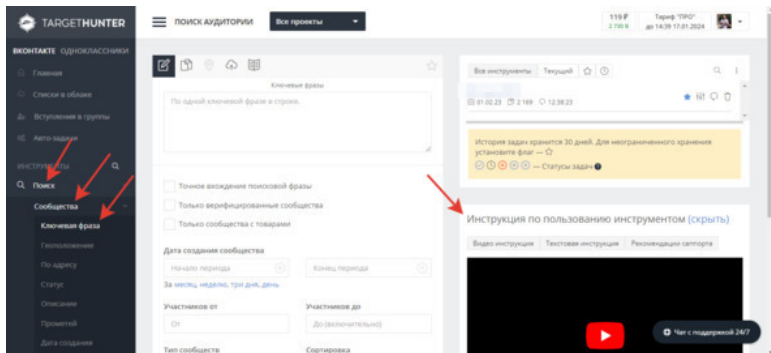 TARGETHUNTER
ПОИСК АУДИТОРИИ
Все проекты
119 ₽
2 700 ₽
Тариф "ПРО"
до 14:39 17.01.2024
ВКОНТАКТЕ ОДНОКЛАССНИКИ
Главная
Списки в облаке
Вступления в группы
Авто-задачи
ИНСТРУМЕНТЫ
Поиск
Сообщества
Ключевая фраза
Геоположение
По адресу
Статус
Описание
Прометей
Дата создания
Ключевые фразы
По одной ключевой фразе в строке.
Точное вхождение поисковой фразы
Только верифицированные сообщества
Только сообщества с товарами
Дата создания сообщества
Начало периода
Конец периода
За месяц, неделю, три дня, день
Участников от
Участников до
От
До (включительно)
Тип сообществ
Сортировка
Все инструменты
Текущий
01.02.23 2 169 12:38:23
История задач хранится 30 дней. Для неограниченного хранения
установите флаг —
— Статусы задач
Инструкция по пользованию инструментом (скрыть)
Видео инструкция
Текстовая инструкция
Рекомендации саппорта
Чат с поддержкой 24/7